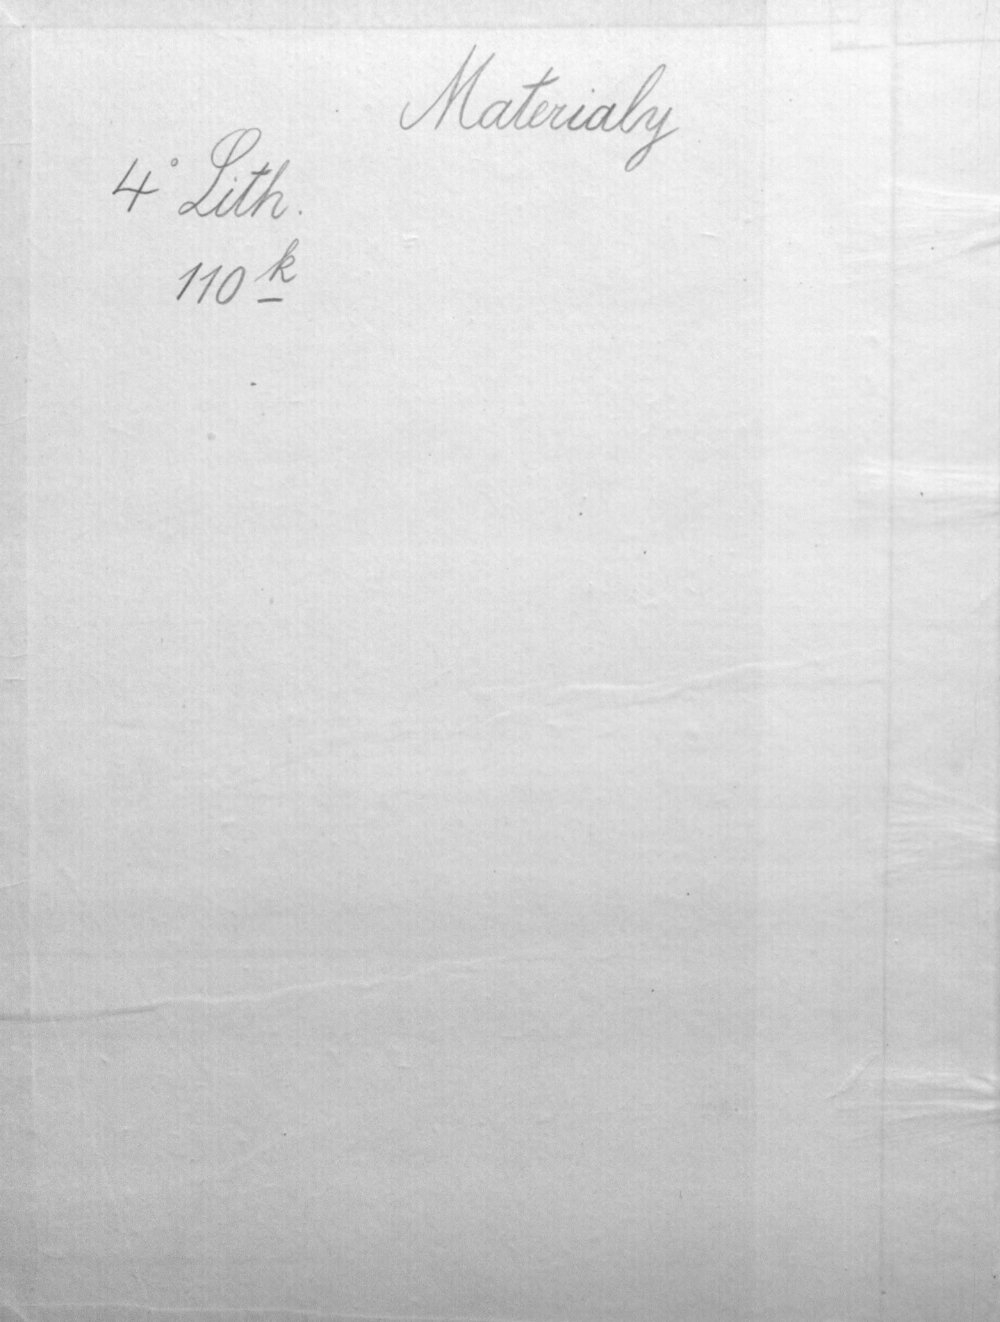 Materialy
4° Lith.
110 k